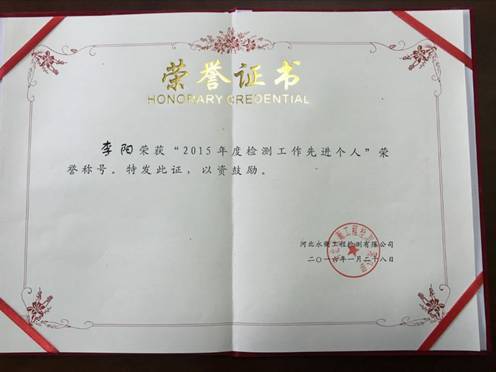 荣誉证书
HONORARY CREDENTIAL
李阳荣获“2015年度检测工作先进个人”荣
誉称号。特发此证，以资鼓励。
河北永衡工程检测有限公司
二〇一六年一月二十八日